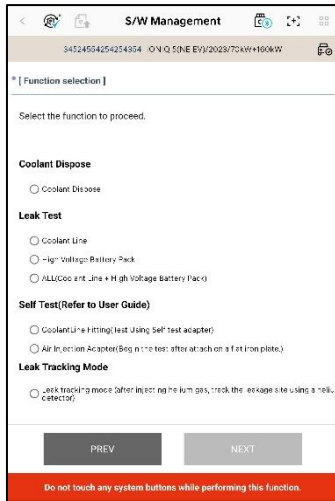 S/W Management
34524554254254354 IONIQ 5(NE EV)/2023/70kW+160kW
* [ Function selection ]
Select the function to proceed.
Coolant Dispose
Coolant Dispose
Leak Test
Coolant Line
High Voltage Battery Pack
ALL(Coolant Line + High Voltage Battery Pack)
Self Test(Refer to User Guide)
CoolantLine Fitting(Test Using Self test adapter)
Air Injection Adapter(Begin the test after attach on a flat iron plate.)
Leak Tracking Mode
Leak tracking mode (after injecting helium gas, track the leakage site using a heliu
detector)
PREV NEXT
Do not touch any system buttons while performing this function.